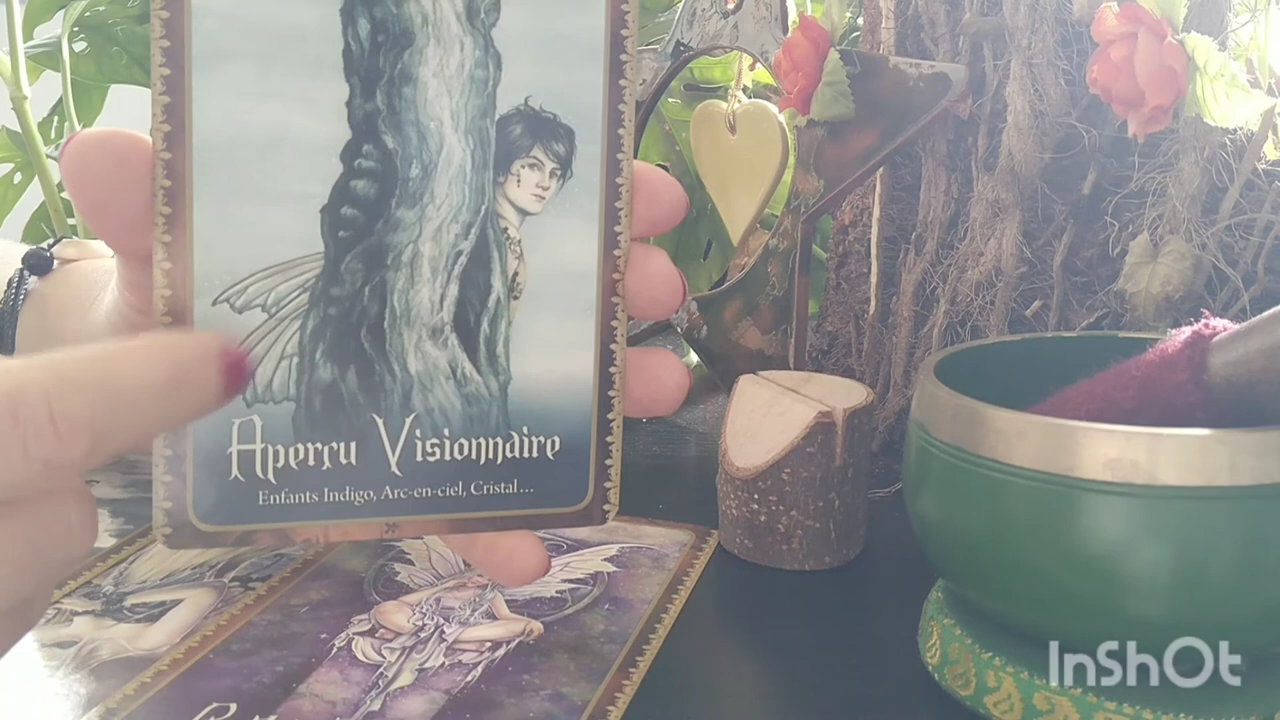 Aperçu Visionnaire
Enfants Indigo, Arc-en-ciel, Cristal...
InShOt